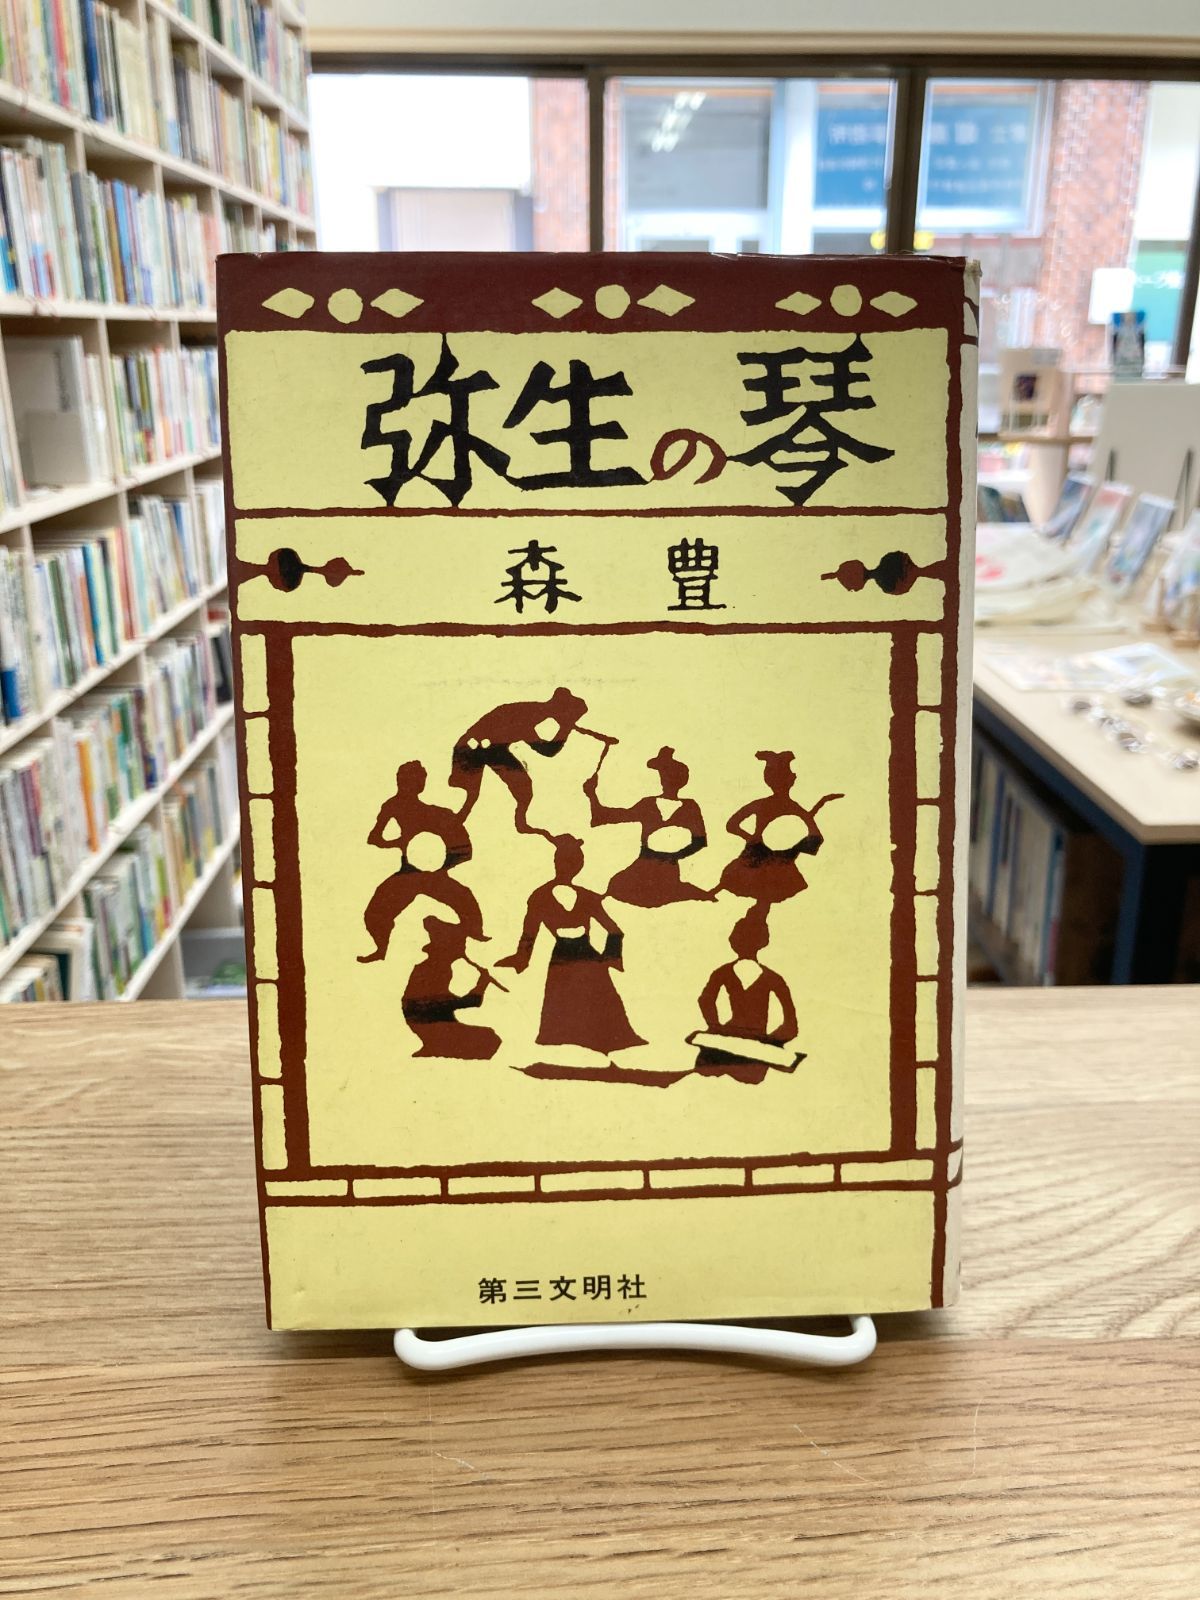 弥生の琴
森 豊
第三文明社